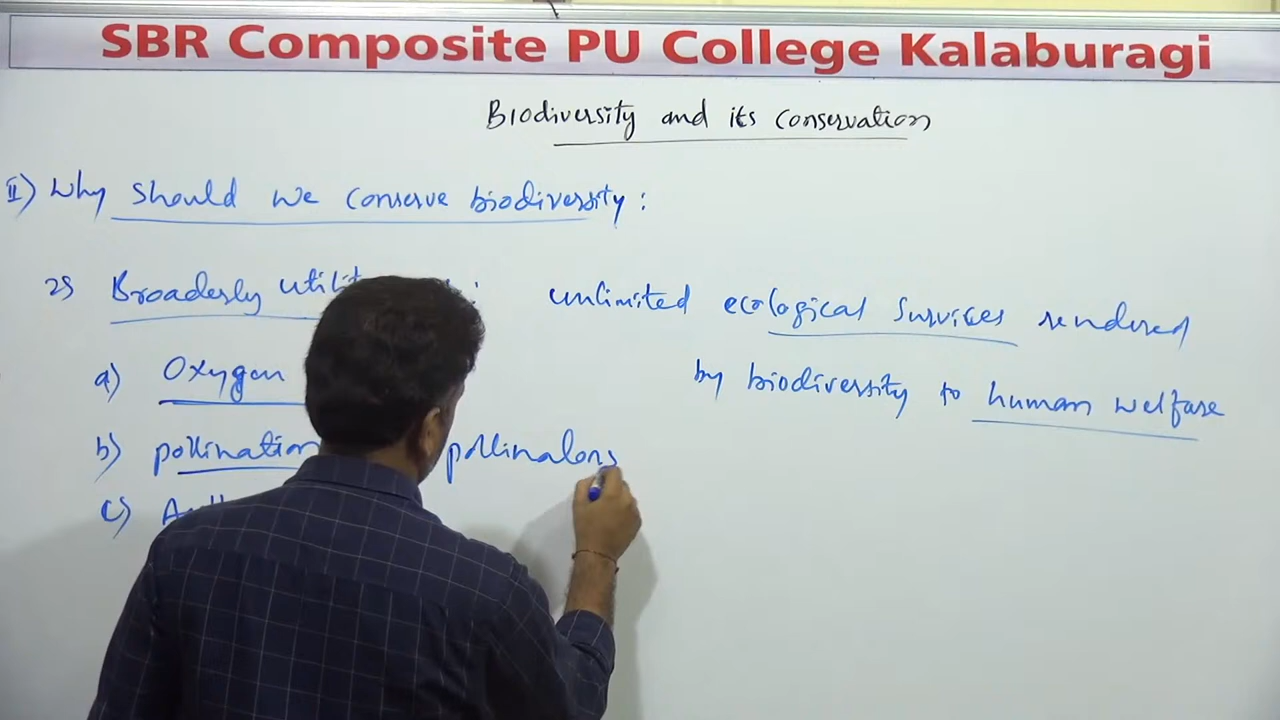 SBR Composite PU College Kalaburagi
Biodiversity and its conservation
II) Why should we conserve biodiversity :
2) Broaderly :
unlimited ecological services rendered
by biodiversity to human welfare
a) Oxygen
b) pollination pollinators
c)